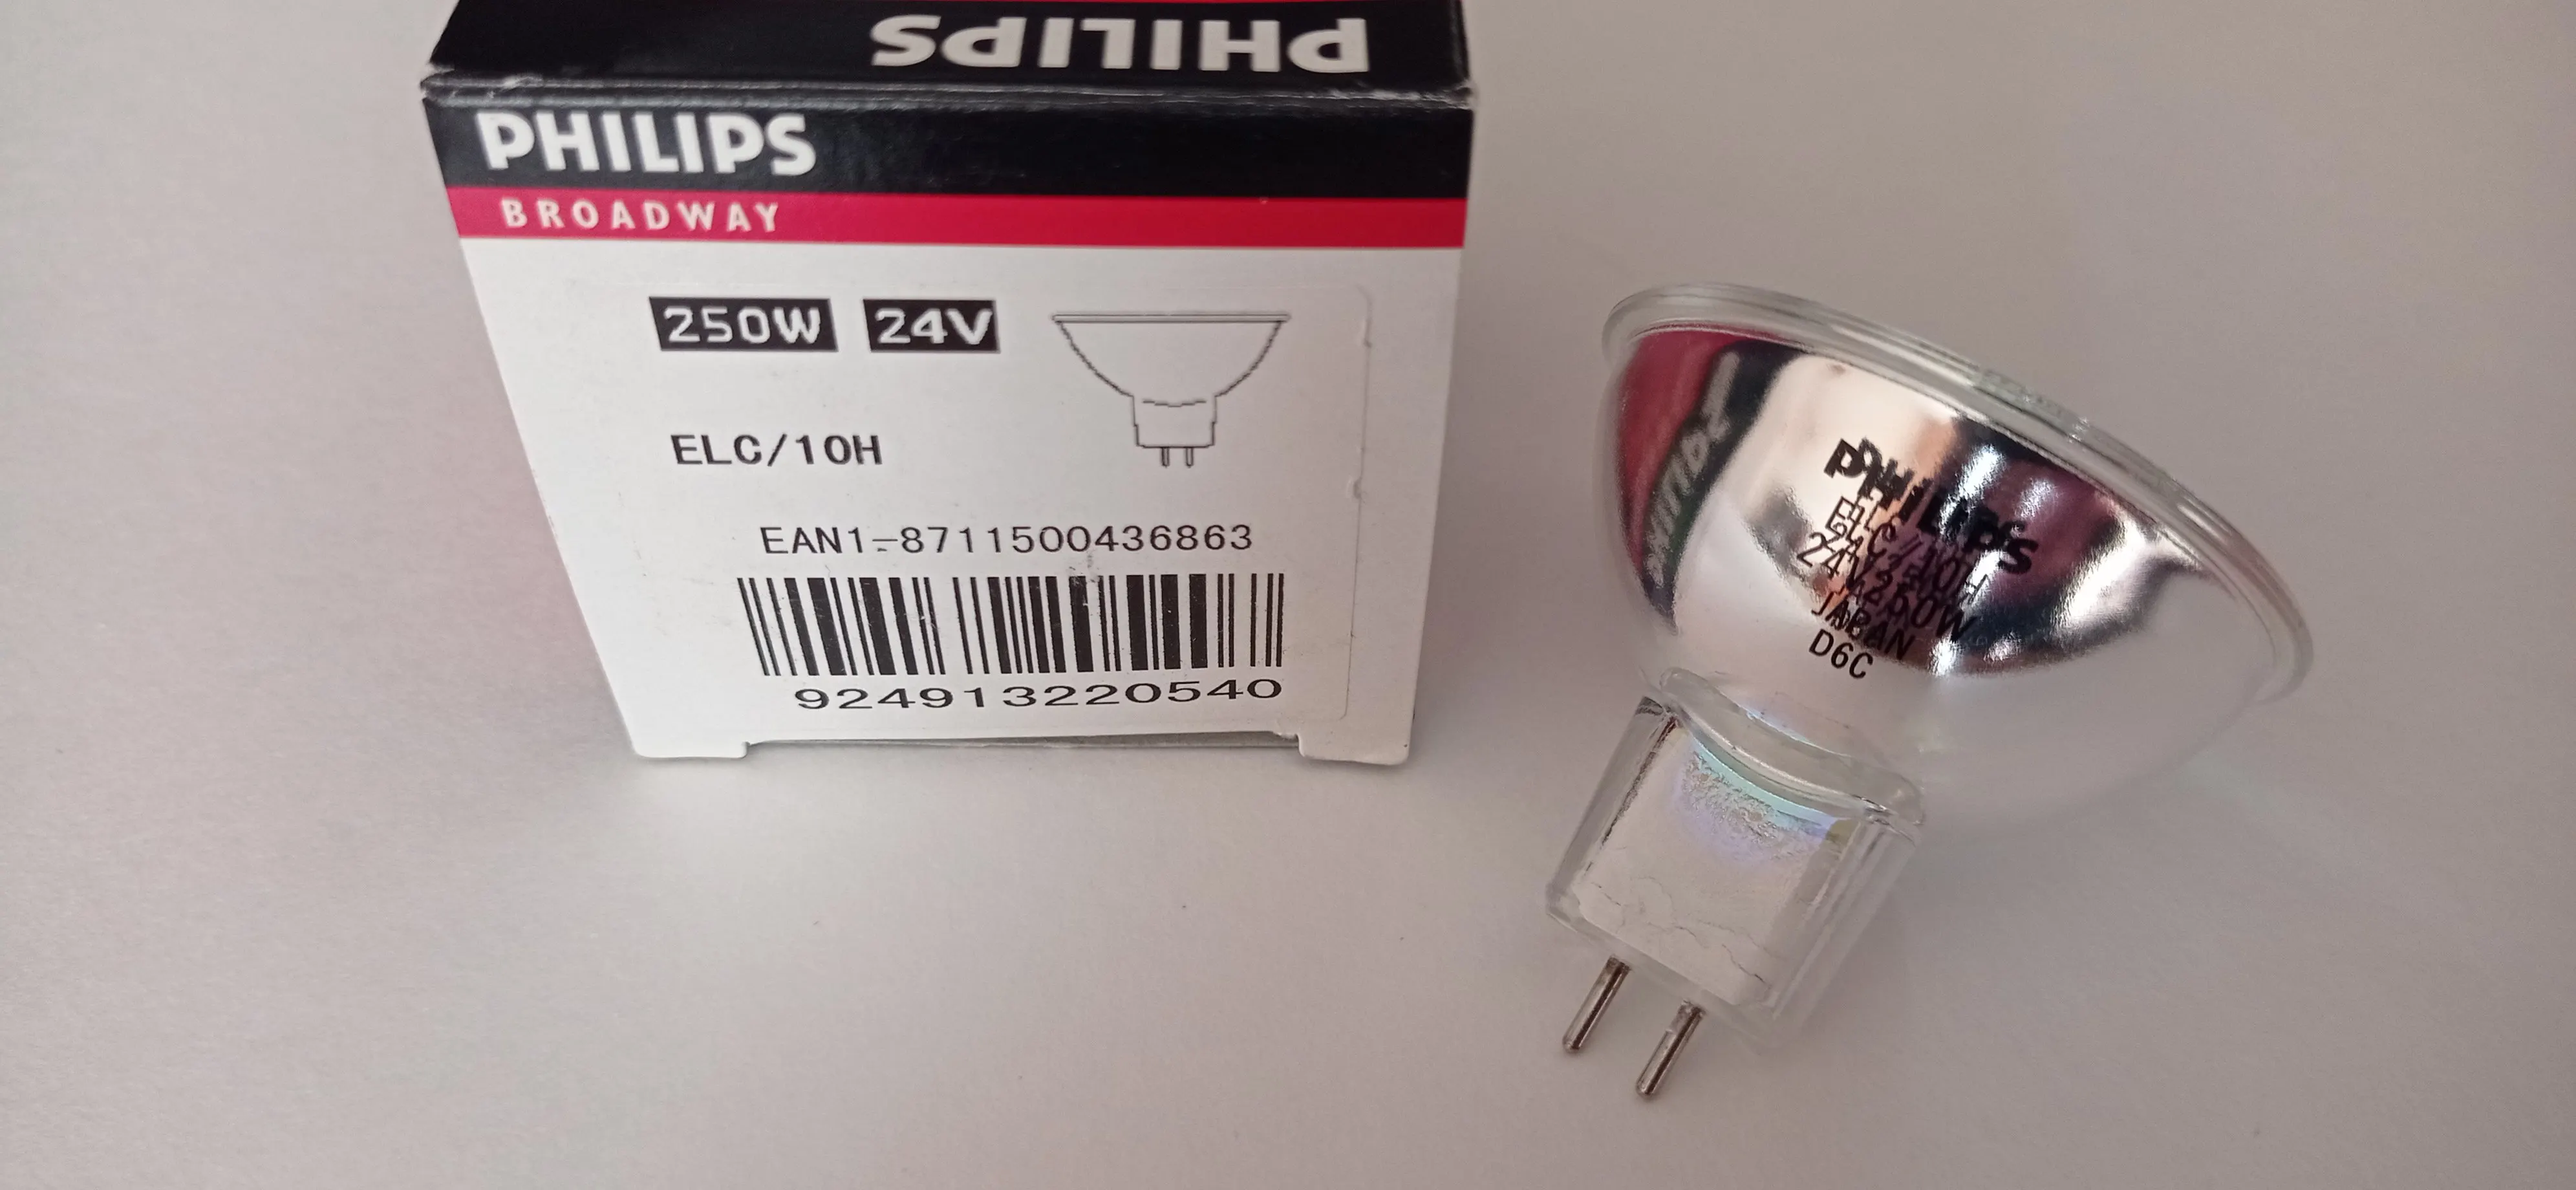 PHILIPS
PHILIPS
BROADWAY
250W 24V
ELC/10H
EAN1-8711500436863
924913220540
PHILIPS
ELC/10H
24V250W
JAPAN
D6C